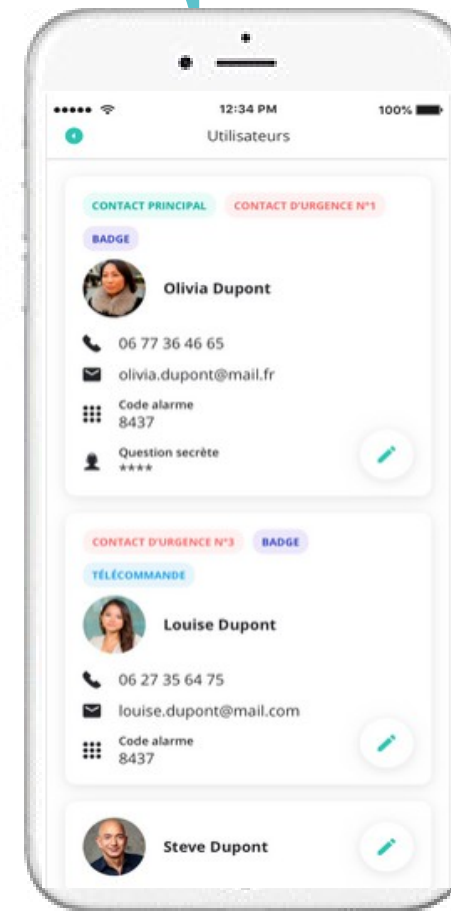 12:34 PM
100%
Utilisateurs
CONTACT PRINCIPAL CONTACT D'URGENCE N°1
BADGE
Olivia Dupont
06 77 36 46 65
olivia.dupont@mail.fr
Code alarme
8437
Question secrète
****
CONTACT D'URGENCE N°3 BADGE
TÉLÉCOMMANDE
Louise Dupont
06 27 35 64 75
louise.dupont@mail.com
Code alarme
8437
Steve Dupont